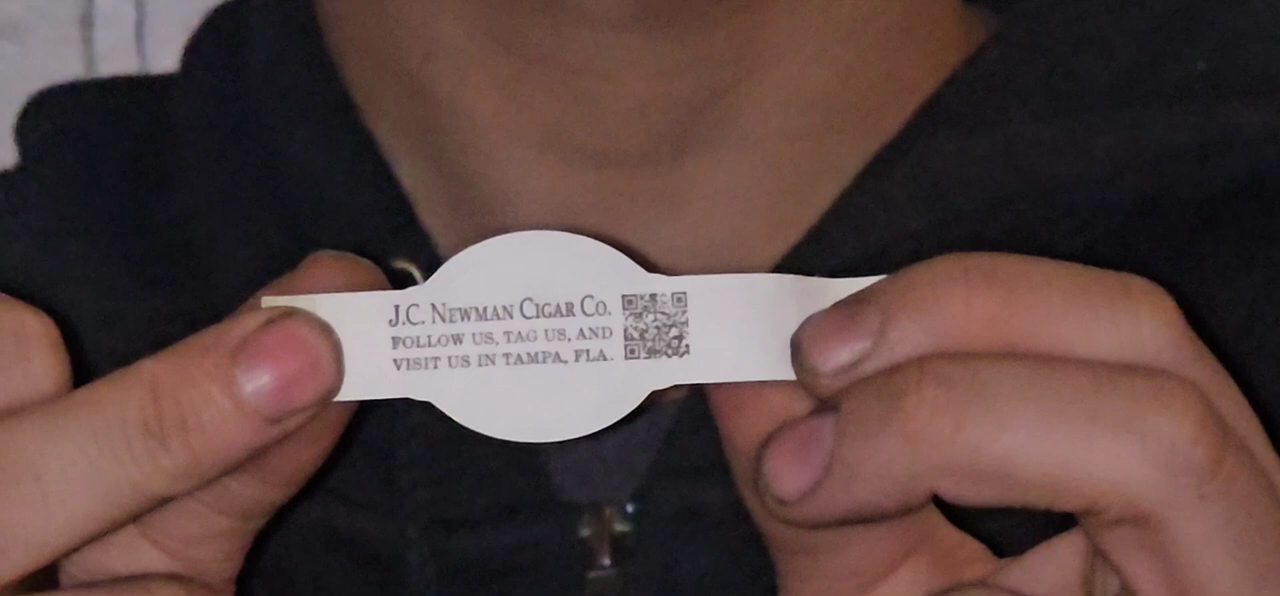 J.C. NEWMAN CIGAR CO.
FOLLOW US, TAG US, AND
VISIT US IN TAMPA, FLA.